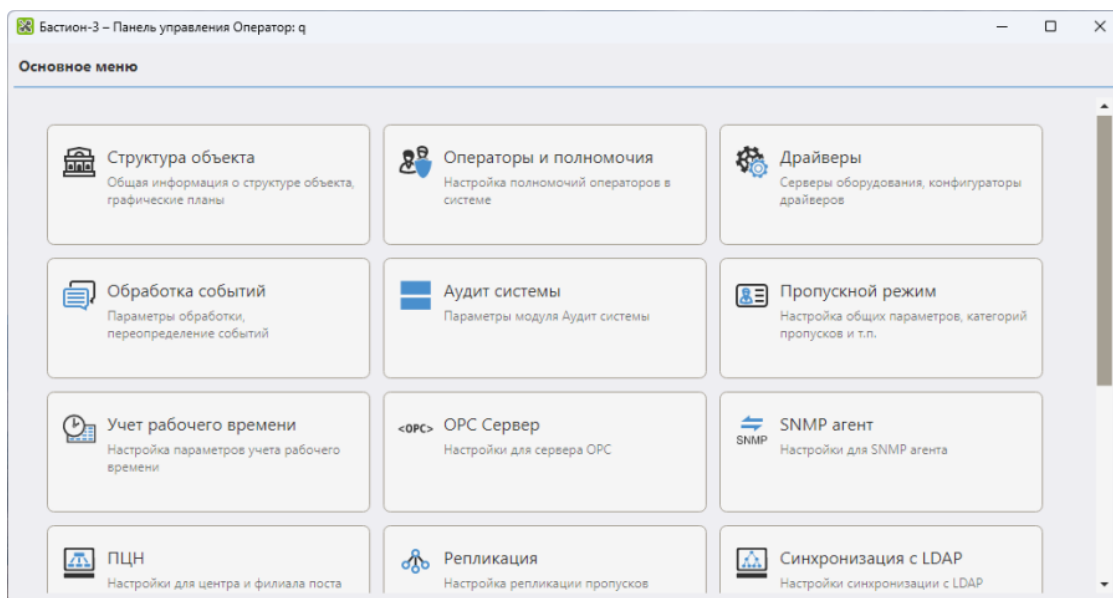 Бастион-3 – Панель управления Оператор: q
Основное меню
Структура объекта
Общая информация о структуре объекта,
графические планы
Операторы и полномочия
Настройка полномочий операторов в
системе
Драйверы
Серверы оборудования, конфигураторы
драйверов
Обработка событий
Параметры обработки,
переопределение событий
Аудит системы
Параметры модуля Аудит системы
Пропускной режим
Настройка общих параметров, категорий
пропусков и т.п.
Учет рабочего времени
Настройка параметров учета рабочего
времени
<OPC>
OPC Сервер
Настройки для сервера OPC
SNMP
SNMP агент
Настройки для SNMP агента
ПЦН
Настройки для центра и филиала поста
Репликация
Настройка репликации пропусков
Синхронизация с LDAP
Настройки синхронизации с LDAP